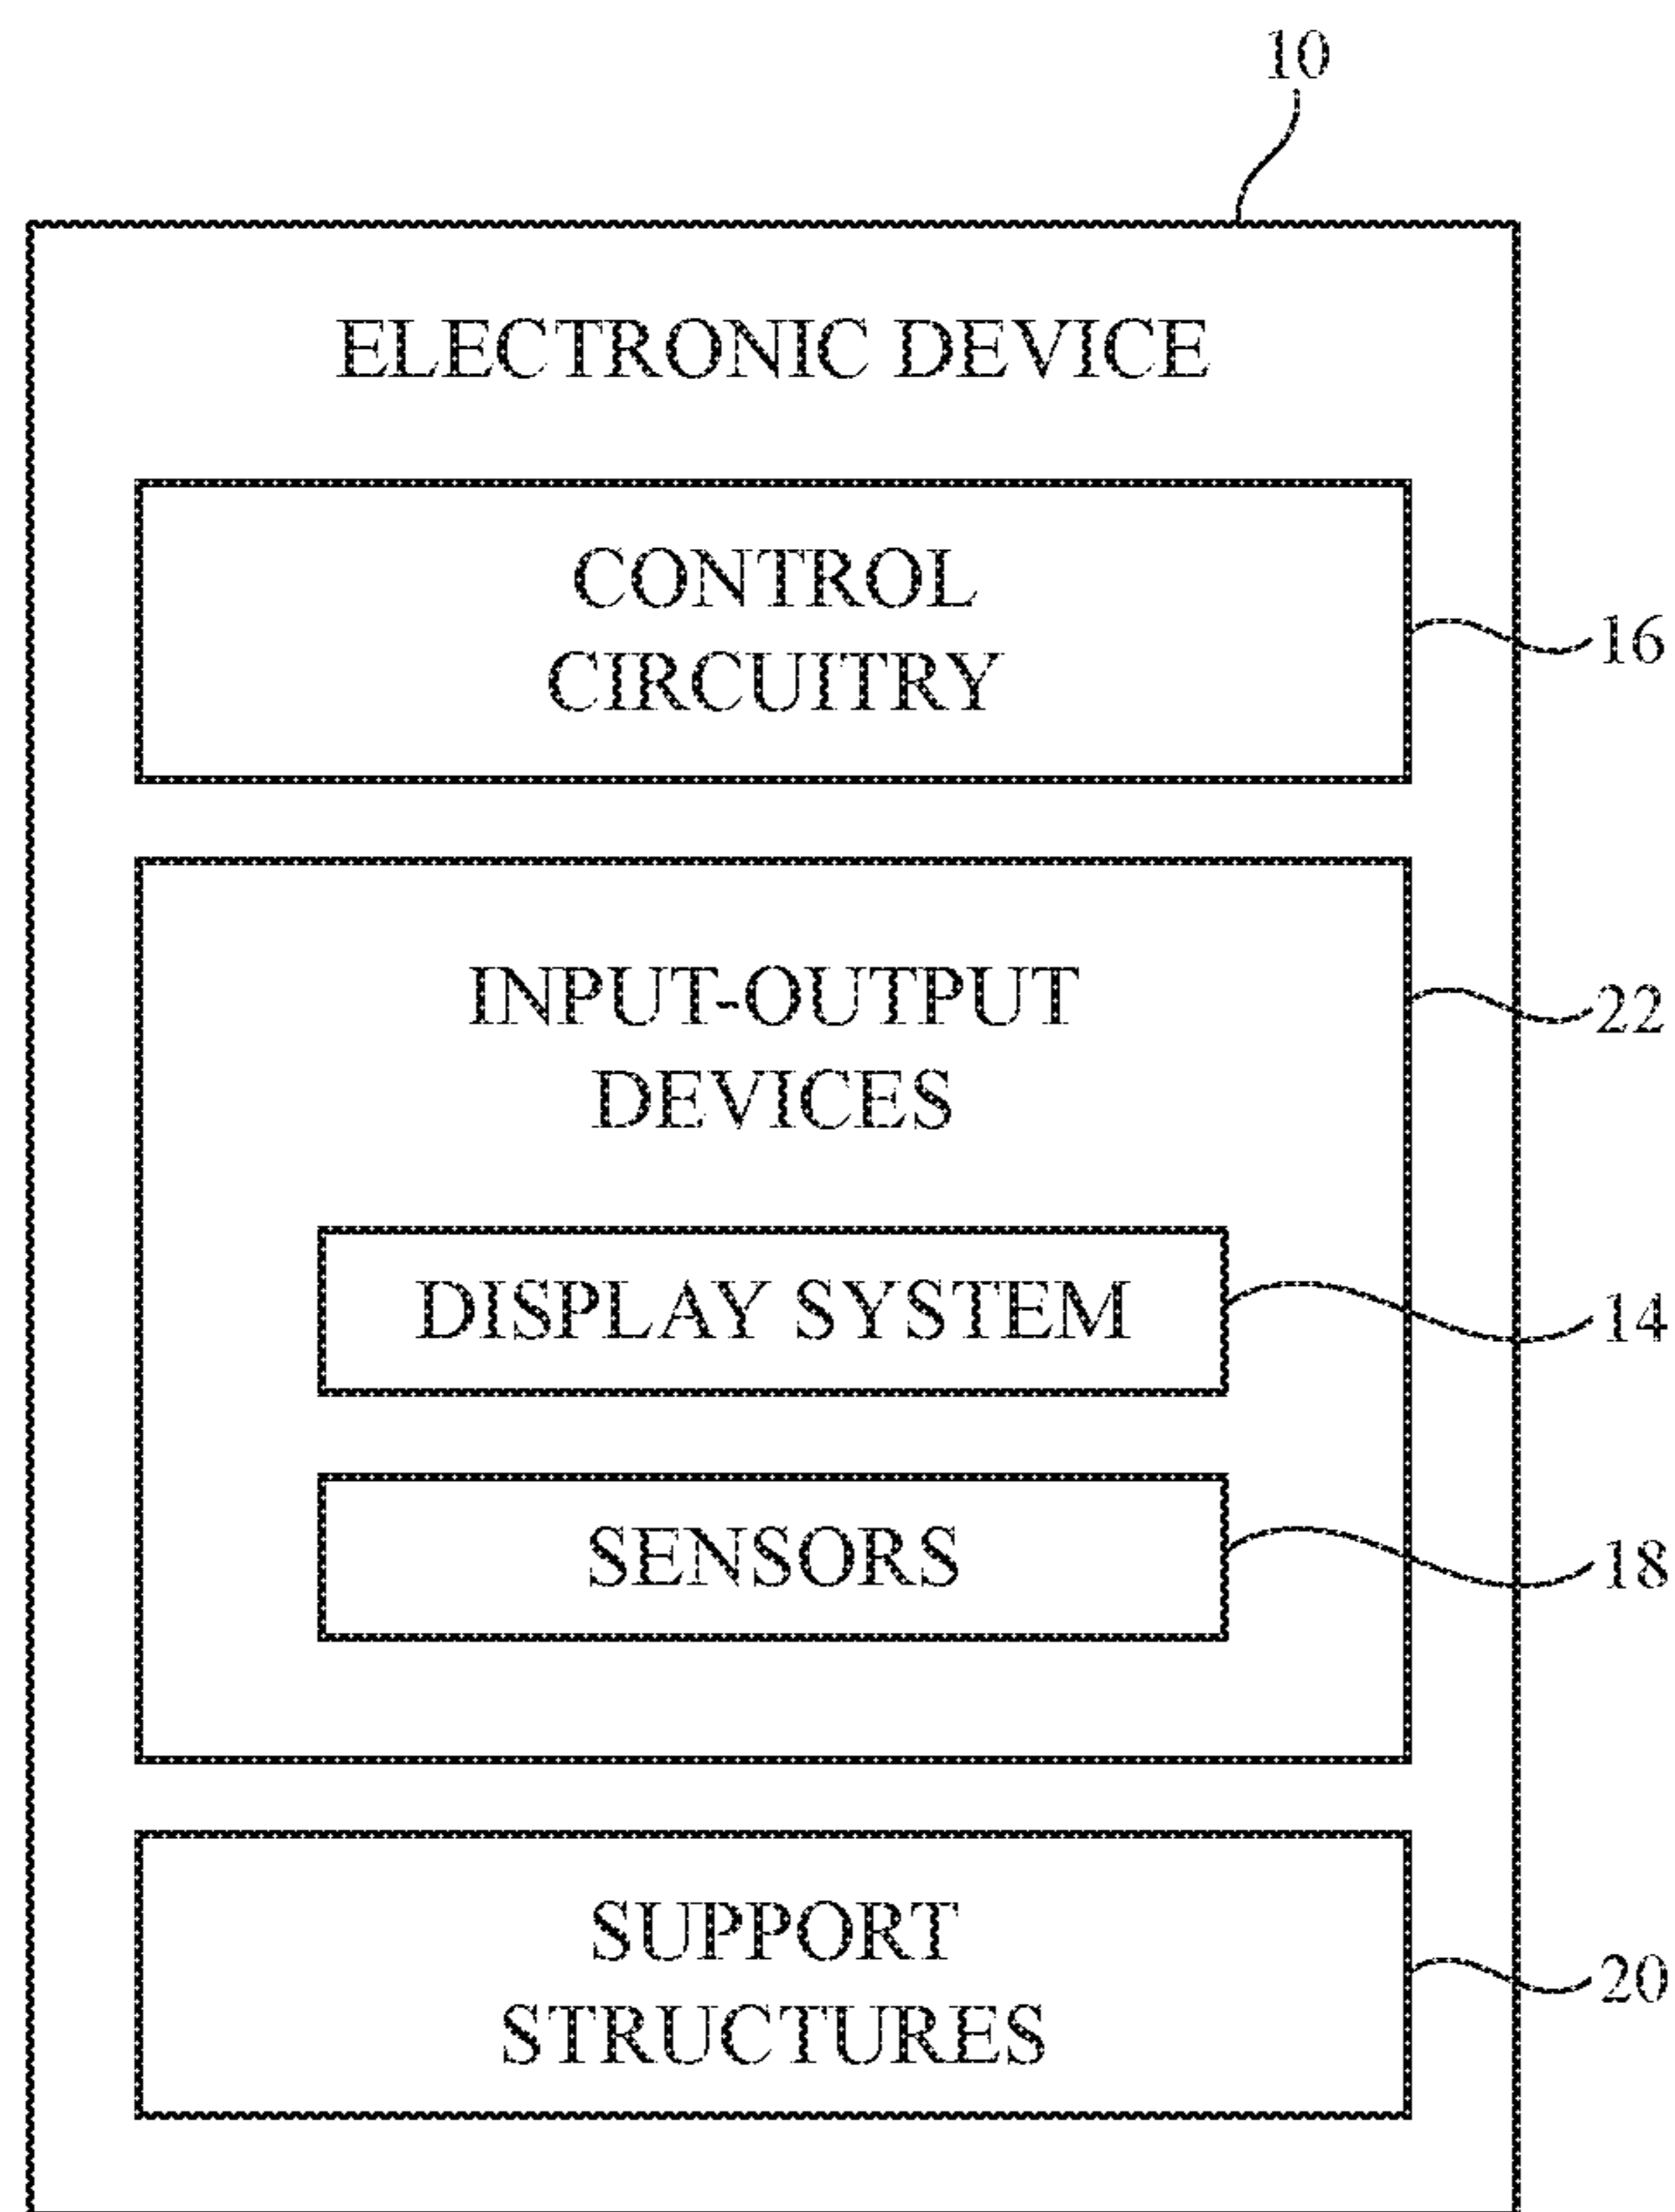 10
ELECTRONIC DEVICE
CONTROL
CIRCUITRY
16
INPUT-OUTPUT
DEVICES
22
DISPLAY SYSTEM
14
SENSORS
18
SUPPORT
STRUCTURES
20